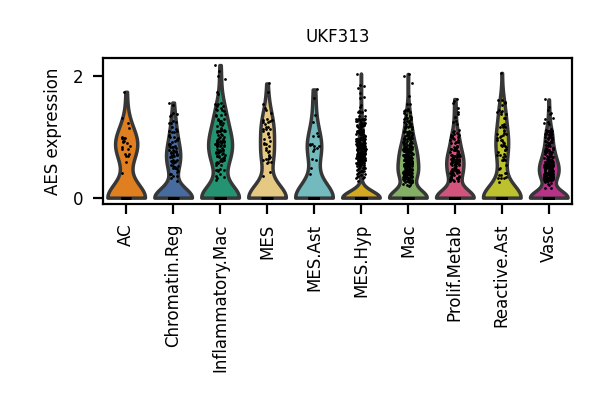 UKF313
AES expression
2
0
AC
Chromatin.Reg
Inflammatory.Mac
MES
MES.Ast
MES.Hyp
Mac
Prolif.Metab
Reactive.Ast
Vasc